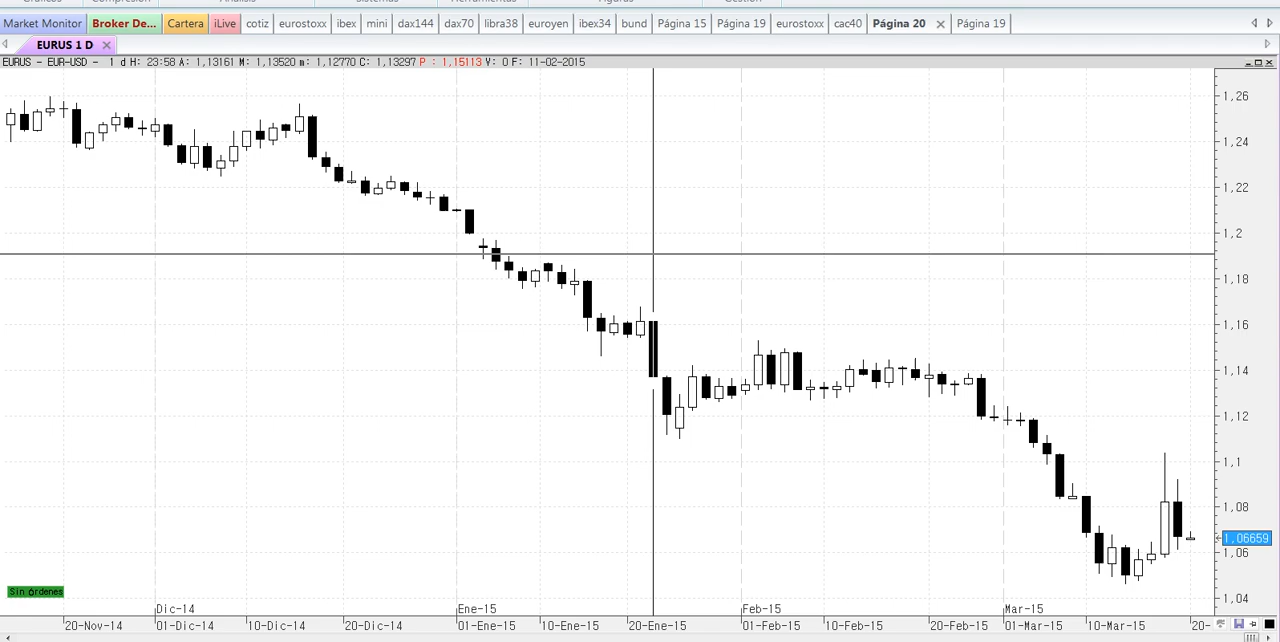 Market Monitor Broker De... Cartera iLive cotiz eurostoxx ibex mini dax144 dax70 libra38 euroyen ibex34 bund Página 15 Página 19 eurostoxx cac40 Página 20 Página 19
EURUS 1 D
EURUS - EUR-USD - 1 d H: 23:58 A: 1,13161 M: 1,13520 m: 1,12770 C: 1,13297 P : 1,15113 V: 0 F: 11-02-2015
1,26
1,24
1,22
1,2
1,18
1,16
1,14
1,12
1,1
1,08
1,06659
1,06
1,04
Sin órdenes
Dic-14 Ene-15 Feb-15 Mar-15
20-Nov-14 01-Dic-14 10-Dic-14 20-Dic-14 01-Ene-15 10-Ene-15 20-Ene-15 01-Feb-15 10-Feb-15 20-Feb-15 01-Mar-15 10-Mar-15 20-